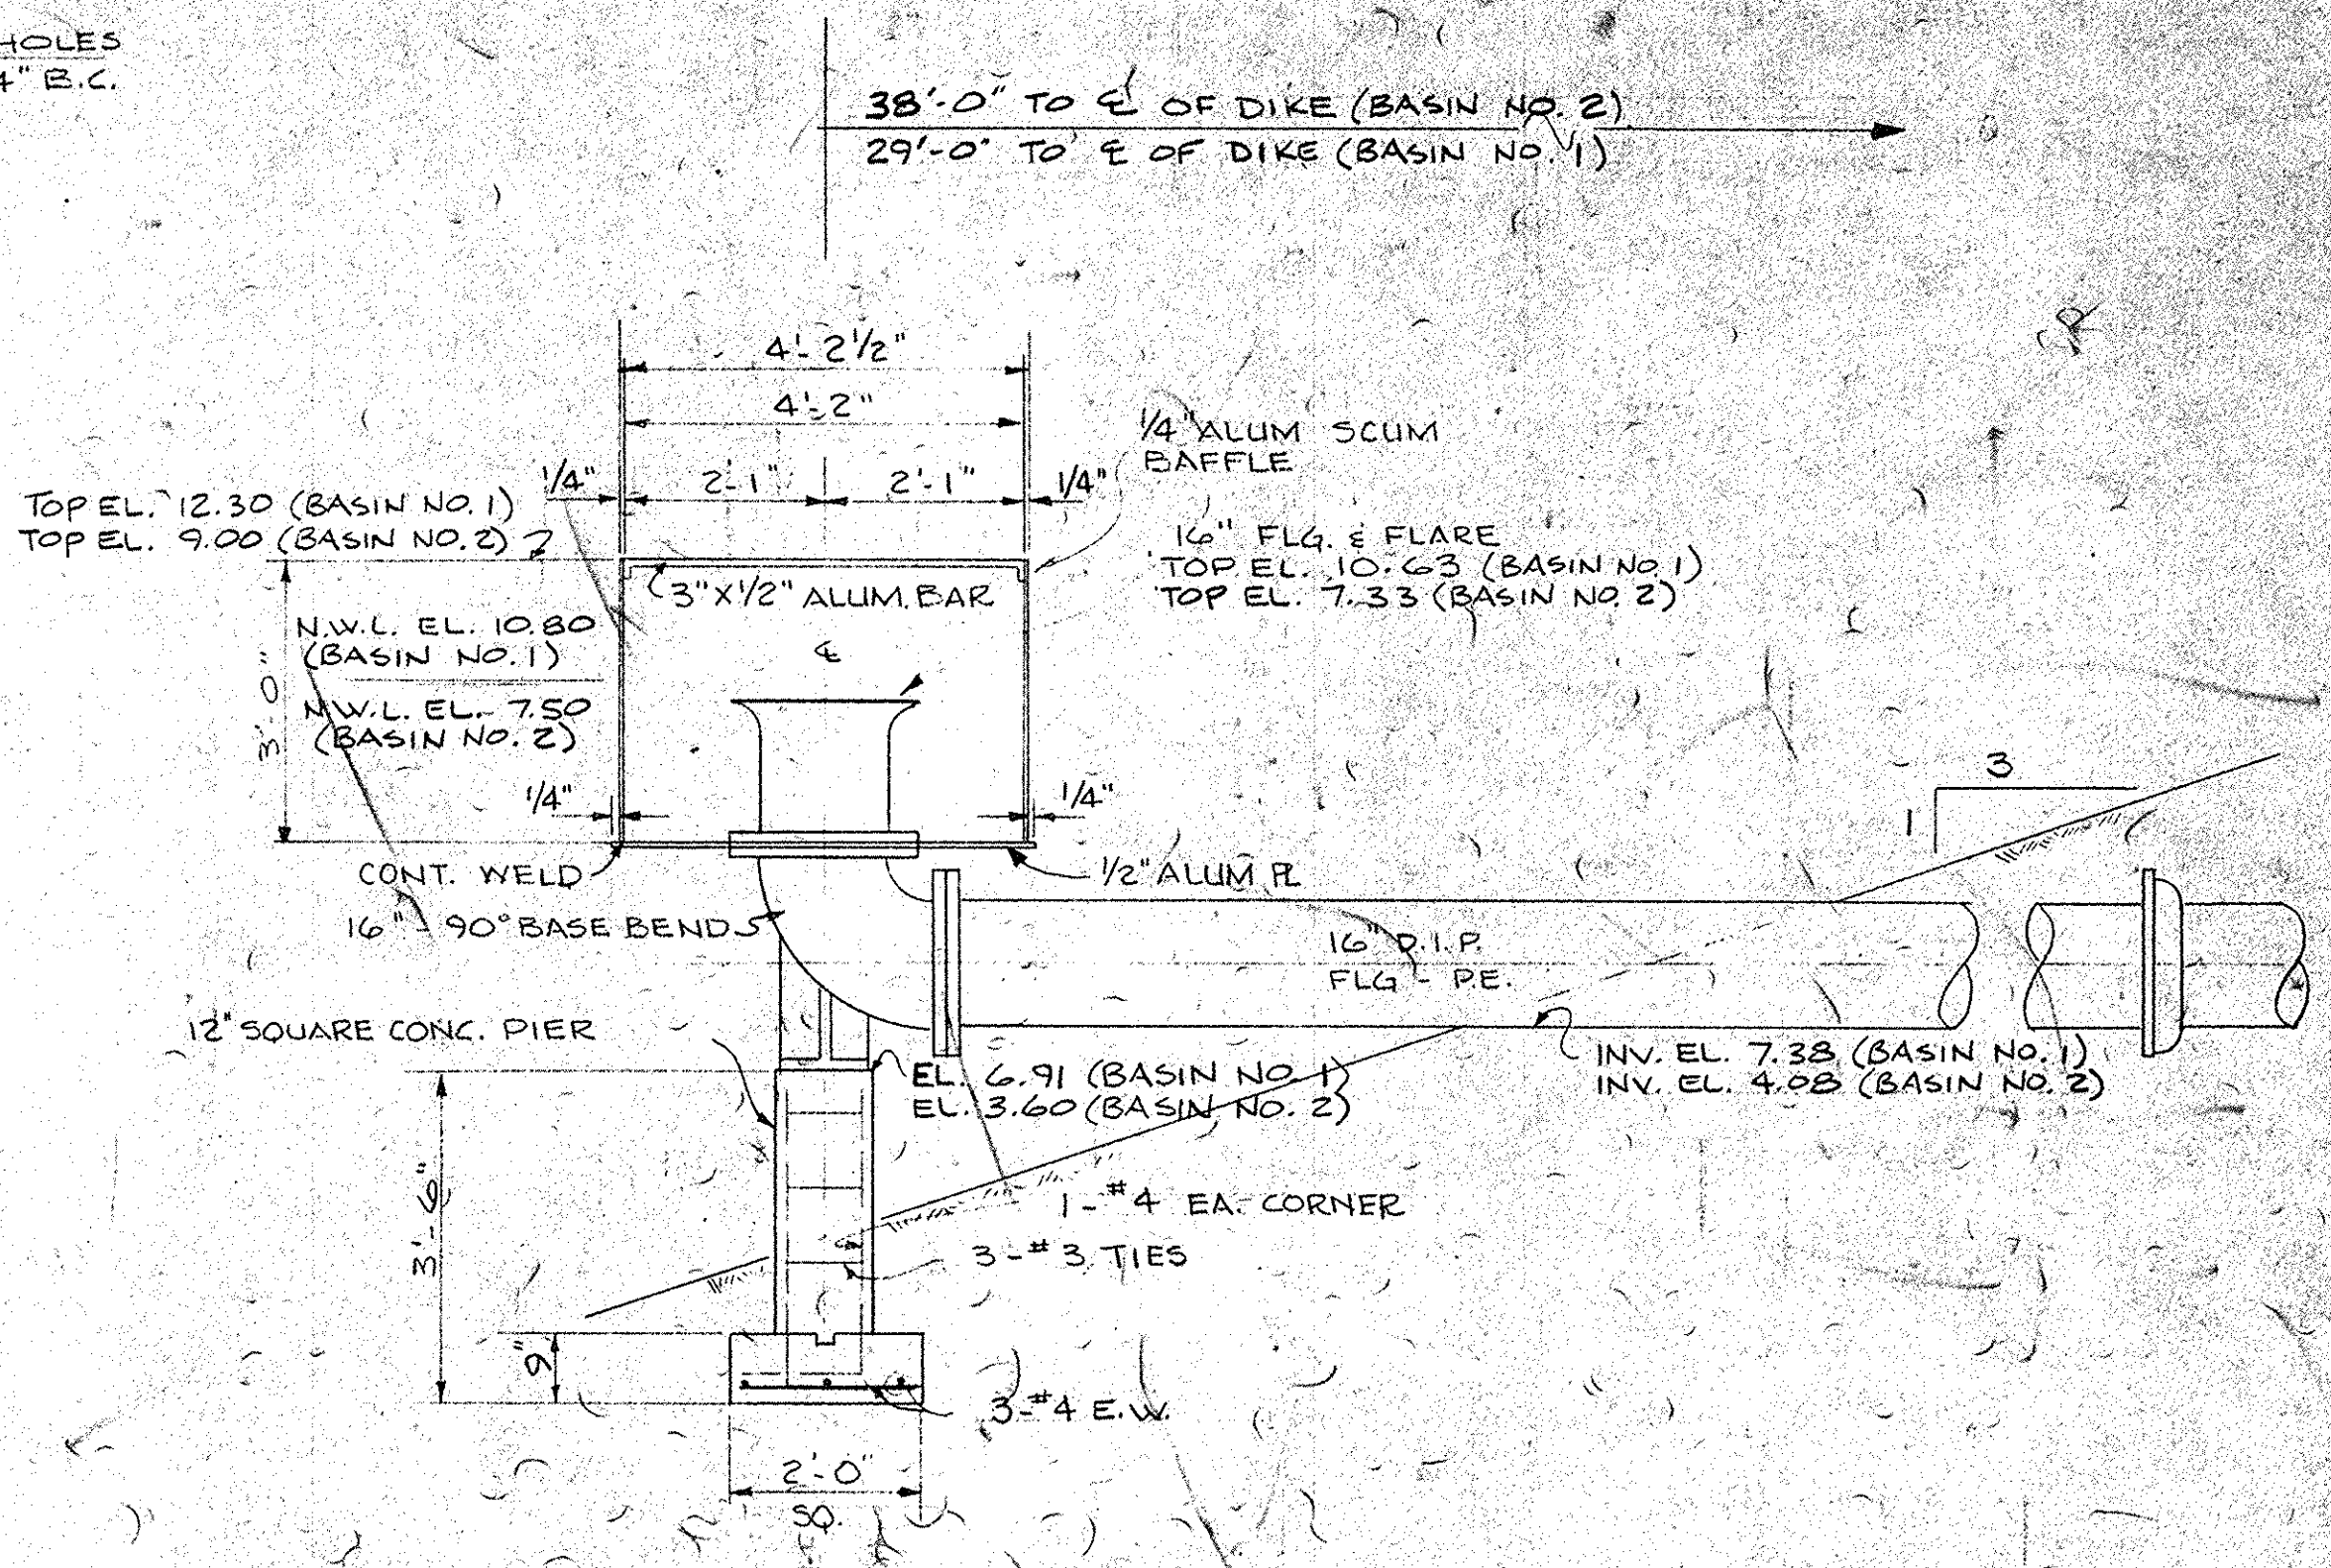 HOLES
4" B.C.
38'-0" TO ℄ OF DIKE (BASIN NO. 2)
29'-0" TO ℄ OF DIKE (BASIN NO. 1)
4'-2 1/2"
4'-2"
1/4"
2'-1"
2'-1"
1/4"
1/4" ALUM SCUM
BAFFLE
TOP EL. 12.30 (BASIN NO. 1)
TOP EL. 9.00 (BASIN NO. 2)
16" FLG. & FLARE
TOP EL. 10.63 (BASIN NO. 1)
TOP EL. 7.33 (BASIN NO. 2)
3" X 1/2" ALUM. BAR
N.W.L. EL. 10.80
(BASIN NO. 1)
℄
3'-0"
N.W.L. EL. 7.50
(BASIN NO. 2)
1/4"
1/4"
3
1
CONT. WELD
1/2" ALUM PL
16" - 90° BASE BEND
16" D.I.P.
FLG - P.E.
12" SQUARE CONC. PIER
EL. 6.91 (BASIN NO. 1)
EL. 3.60 (BASIN NO. 2)
INV. EL. 7.38 (BASIN NO. 1)
INV. EL. 4.08 (BASIN NO. 2)
3'-6"
1 - #4 EA. CORNER
3 - #3 TIES
9"
3 - #4 E.W.
2'-0"
SQ.